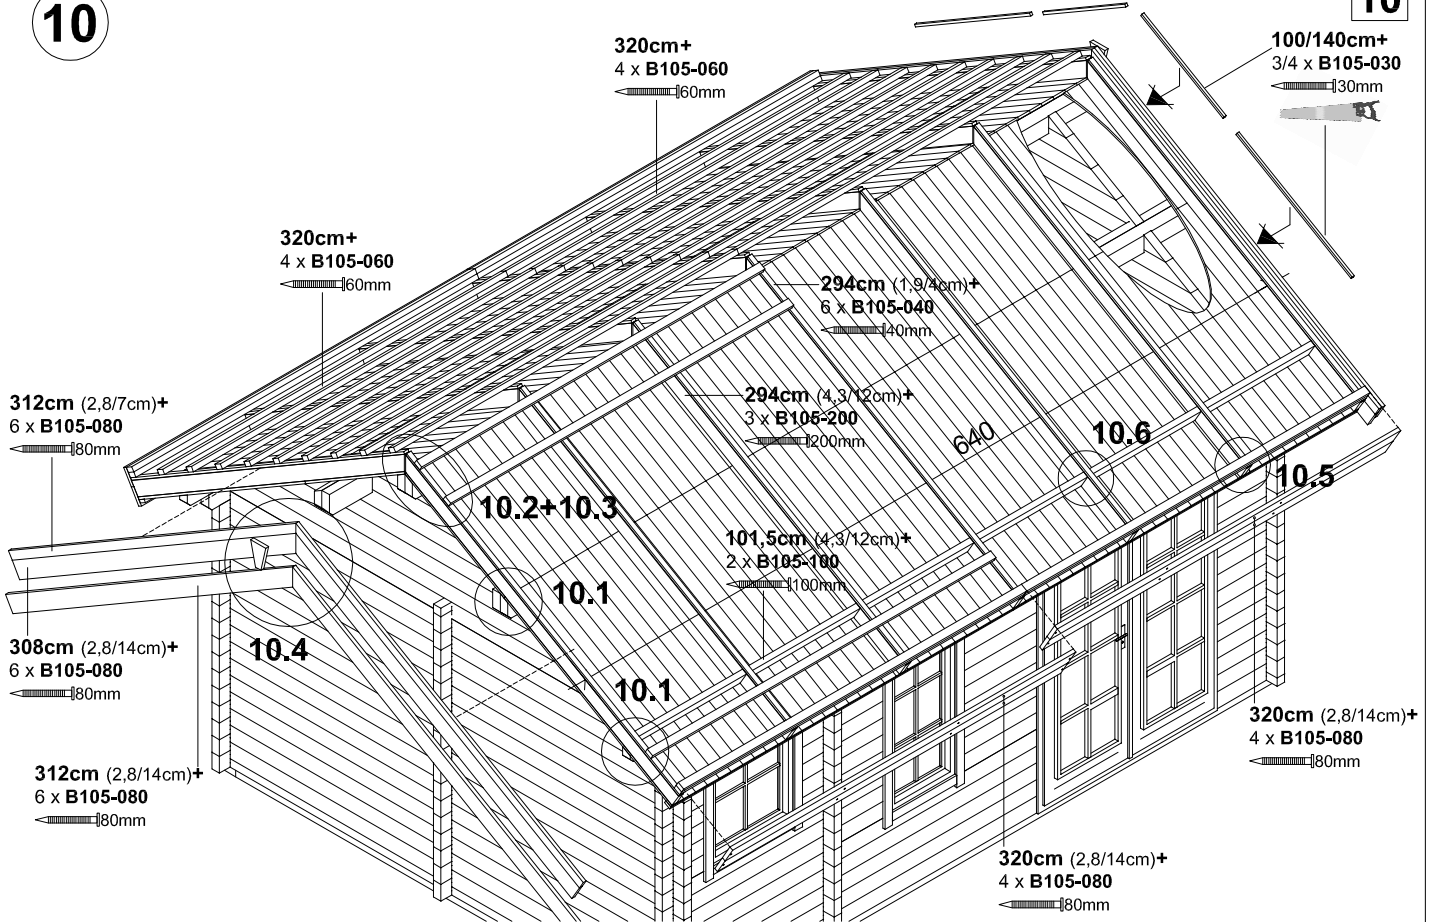 10
10
320cm+
4 x B105-060
60mm
100/140cm+
3/4 x B105-030
30mm
320cm+
4 x B105-060
60mm
294cm (1,9/4cm)+
6 x B105-040
40mm
312cm (2,8/7cm)+
6 x B105-080
80mm
294cm (4,3/12cm)+
3 x B105-200
200mm
640
10.6
10.5
10.2+10.3
101,5cm (4,3/12cm)+
2 x B105-100
100mm
10.1
10.4
308cm (2,8/14cm)+
6 x B105-080
80mm
10.1
320cm (2,8/14cm)+
4 x B105-080
80mm
312cm (2,8/14cm)+
6 x B105-080
80mm
320cm (2,8/14cm)+
4 x B105-080
80mm